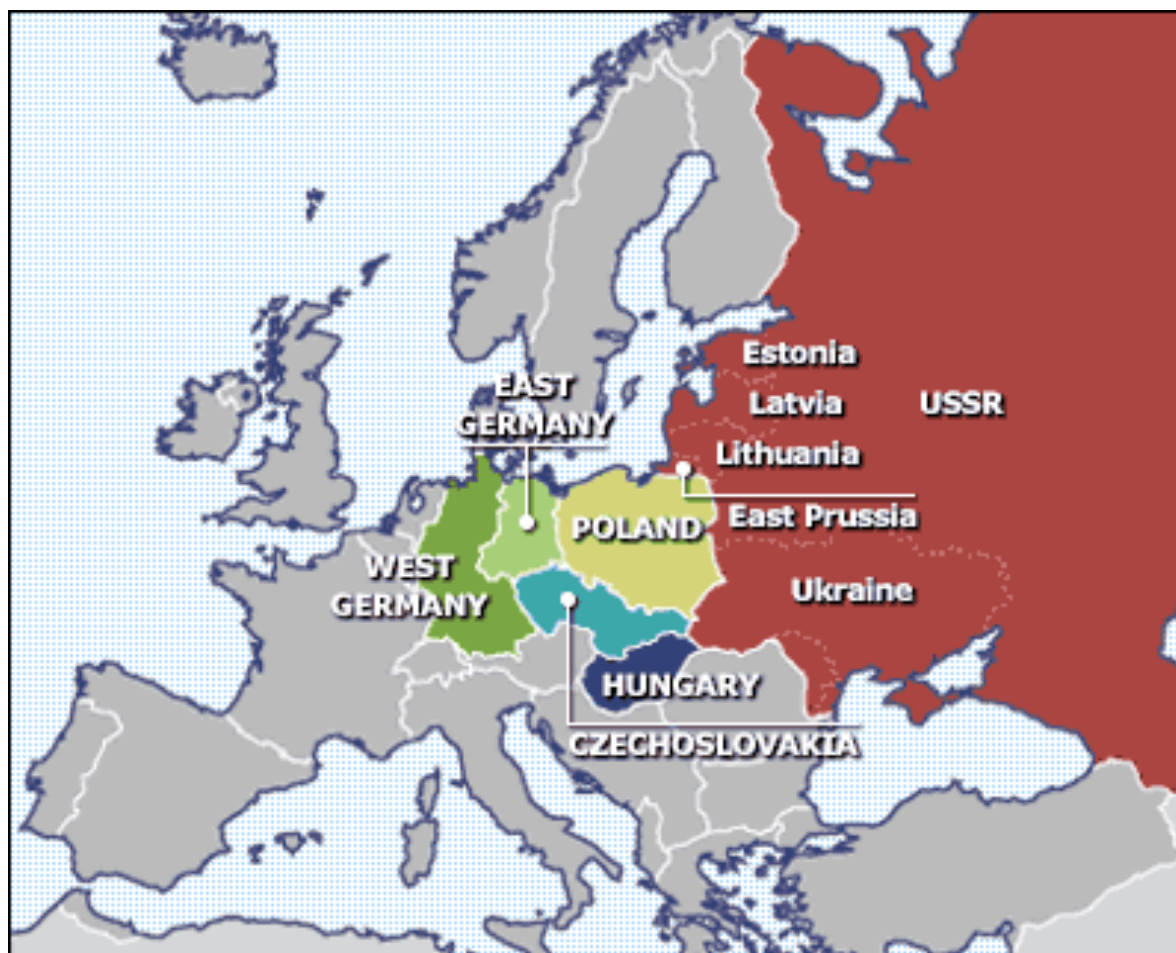 Estonia
EAST
GERMANY
Latvia
USSR
Lithuania
POLAND
East Prussia
WEST
GERMANY
Ukraine
HUNGARY
CZECHOSLOVAKIA